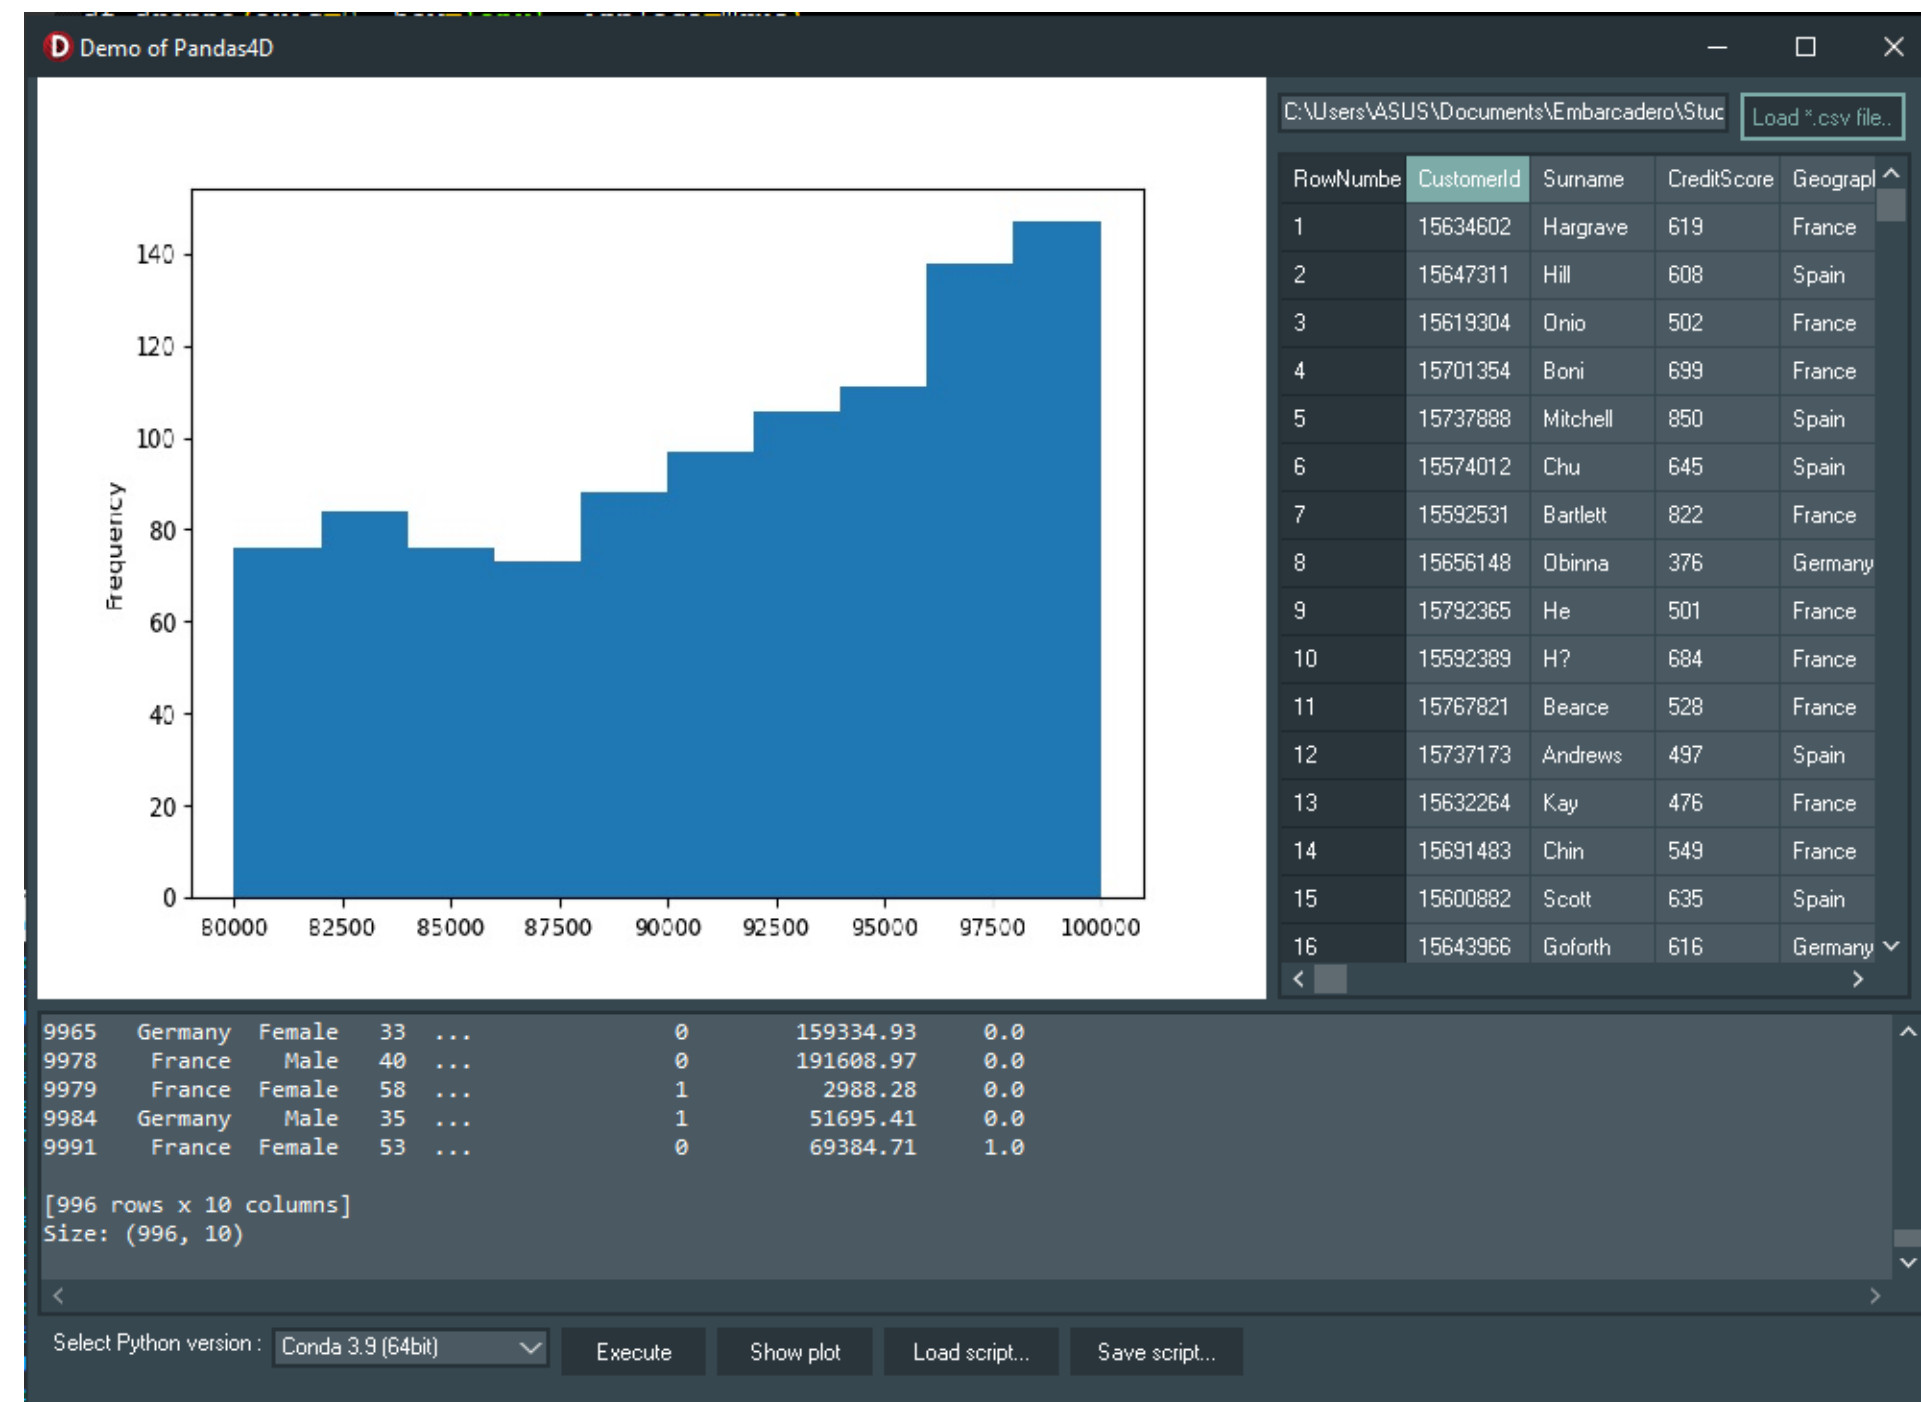 Demo of Pandas4D
C:\Users\ASUS\Documents\Embarcadero\Stuc
Load *.csv file..
140
120
100
80
60
40
20
0
Frequency
80000 82500 85000 87500 90000 92500 95000 97500 100000
RowNumbe CustomerId Surname CreditScore Geograpl
1 15634602 Hargrave 619 France
2 15647311 Hill 608 Spain
3 15619304 Onio 502 France
4 15701354 Boni 699 France
5 15737888 Mitchell 850 Spain
6 15574012 Chu 645 Spain
7 15592531 Bartlett 822 France
8 15656148 Obinna 376 Germany
9 15792365 He 501 France
10 15592389 H? 684 France
11 15767821 Bearce 528 France
12 15737173 Andrews 497 Spain
13 15632264 Kay 476 France
14 15691483 Chin 549 France
15 15600882 Scott 635 Spain
16 15643966 Goforth 616 Germany
9965 Germany Female 33 ... 0 159334.93 0.0
9978 France Male 40 ... 0 191608.97 0.0
9979 France Female 58 ... 1 2988.28 0.0
9984 Germany Male 35 ... 1 51695.41 0.0
9991 France Female 53 ... 0 69384.71 1.0
[996 rows x 10 columns]
Size: (996, 10)
Select Python version : Conda 3.9 (64bit) Execute Show plot Load script... Save script...